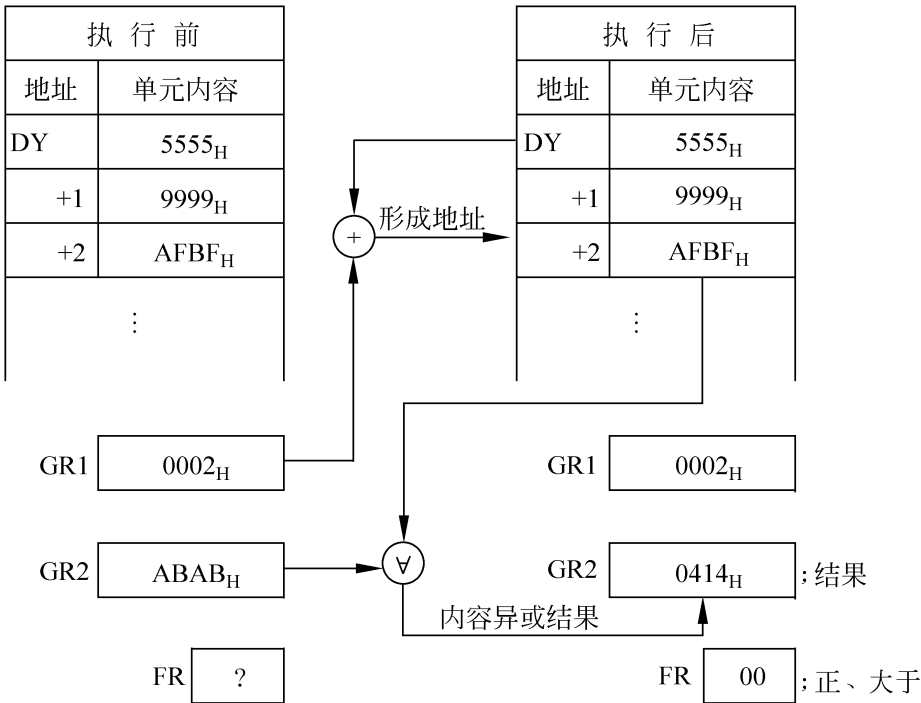 执行前
执行后
地址 单元内容
地址 单元内容
DY 5555H
DY 5555H
+1 9999H
+1 9999H
+ 形成地址
+2 AFBFH
+2 AFBFH
⋮
⋮
GR1 0002H
GR1 0002H
GR2 ABABH
∀
GR2 0414H ;结果
内容异或结果
FR ?
FR 00 ;正、大于